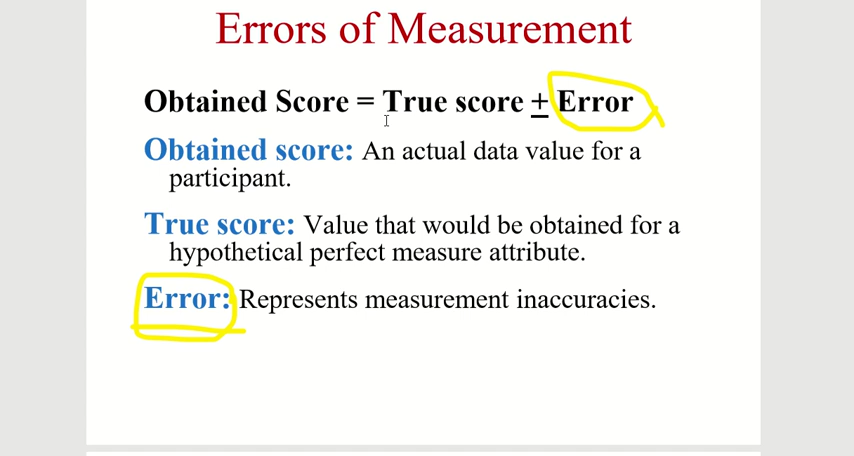 Errors of Measurement
Obtained Score = True score ± Error
Obtained score: An actual data value for a
participant.
True score: Value that would be obtained for a
hypothetical perfect measure attribute.
Error: Represents measurement inaccuracies.